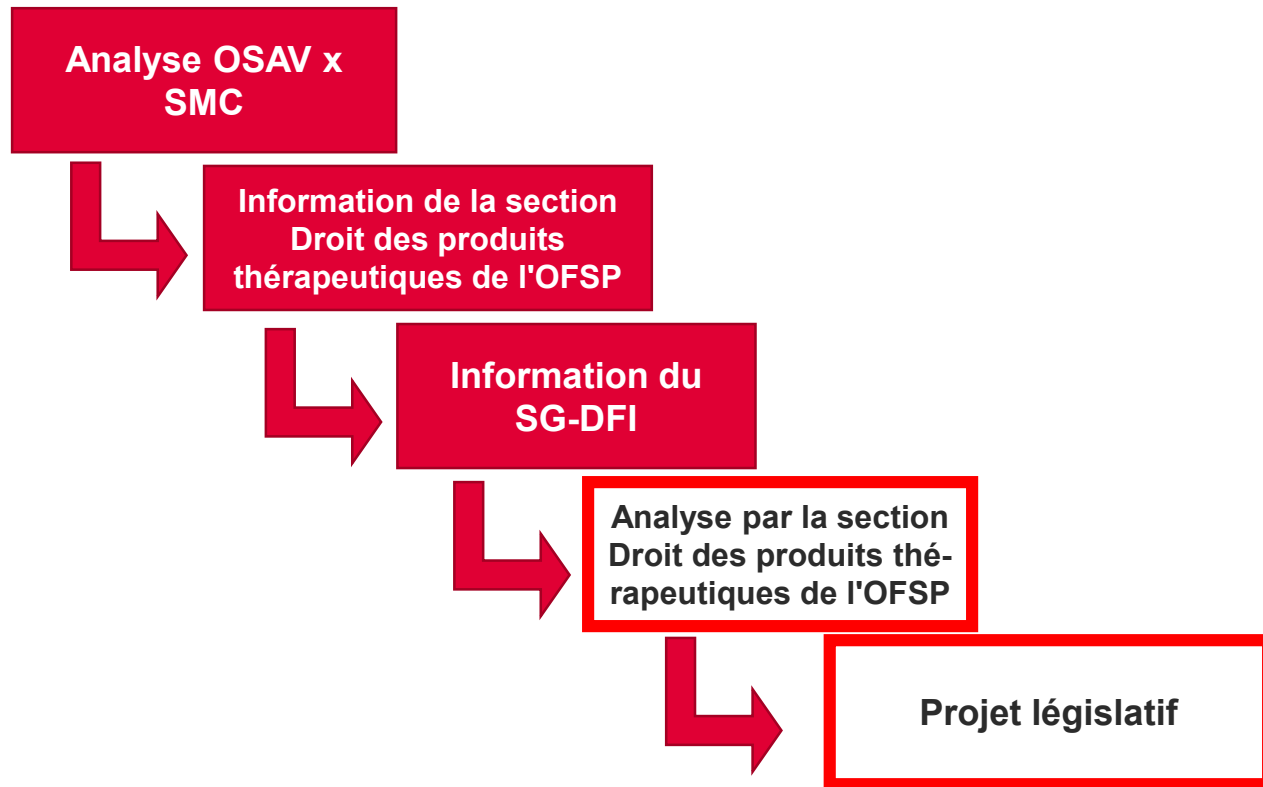 Analyse OSAV x
SMC
Information de la section
Droit des produits
thérapeutiques de l'OFSP
Information du
SG-DFI
Analyse par la section
Droit des produits thé-
rapeutiques de l'OFSP
Projet législatif